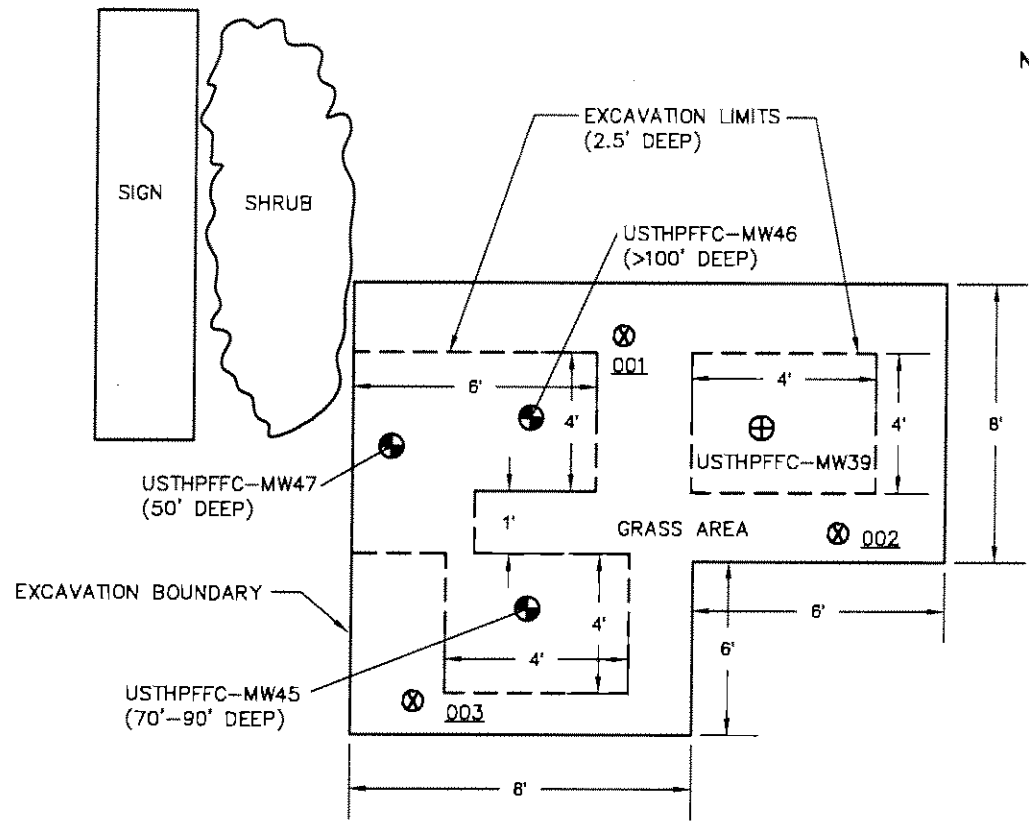 N
EXCAVATION LIMITS
(2.5' DEEP)
SIGN
SHRUB
USTHPFFC-MW46
(>100' DEEP)
001
6'
4'
4'
4'
8'
USTHPFFC-MW39
USTHPFFC-MW47
(50' DEEP)
1'
GRASS AREA
002
EXCAVATION BOUNDARY
4'
4'
6'
6'
USTHPFFC-MW45
(70'-90' DEEP)
003
8'